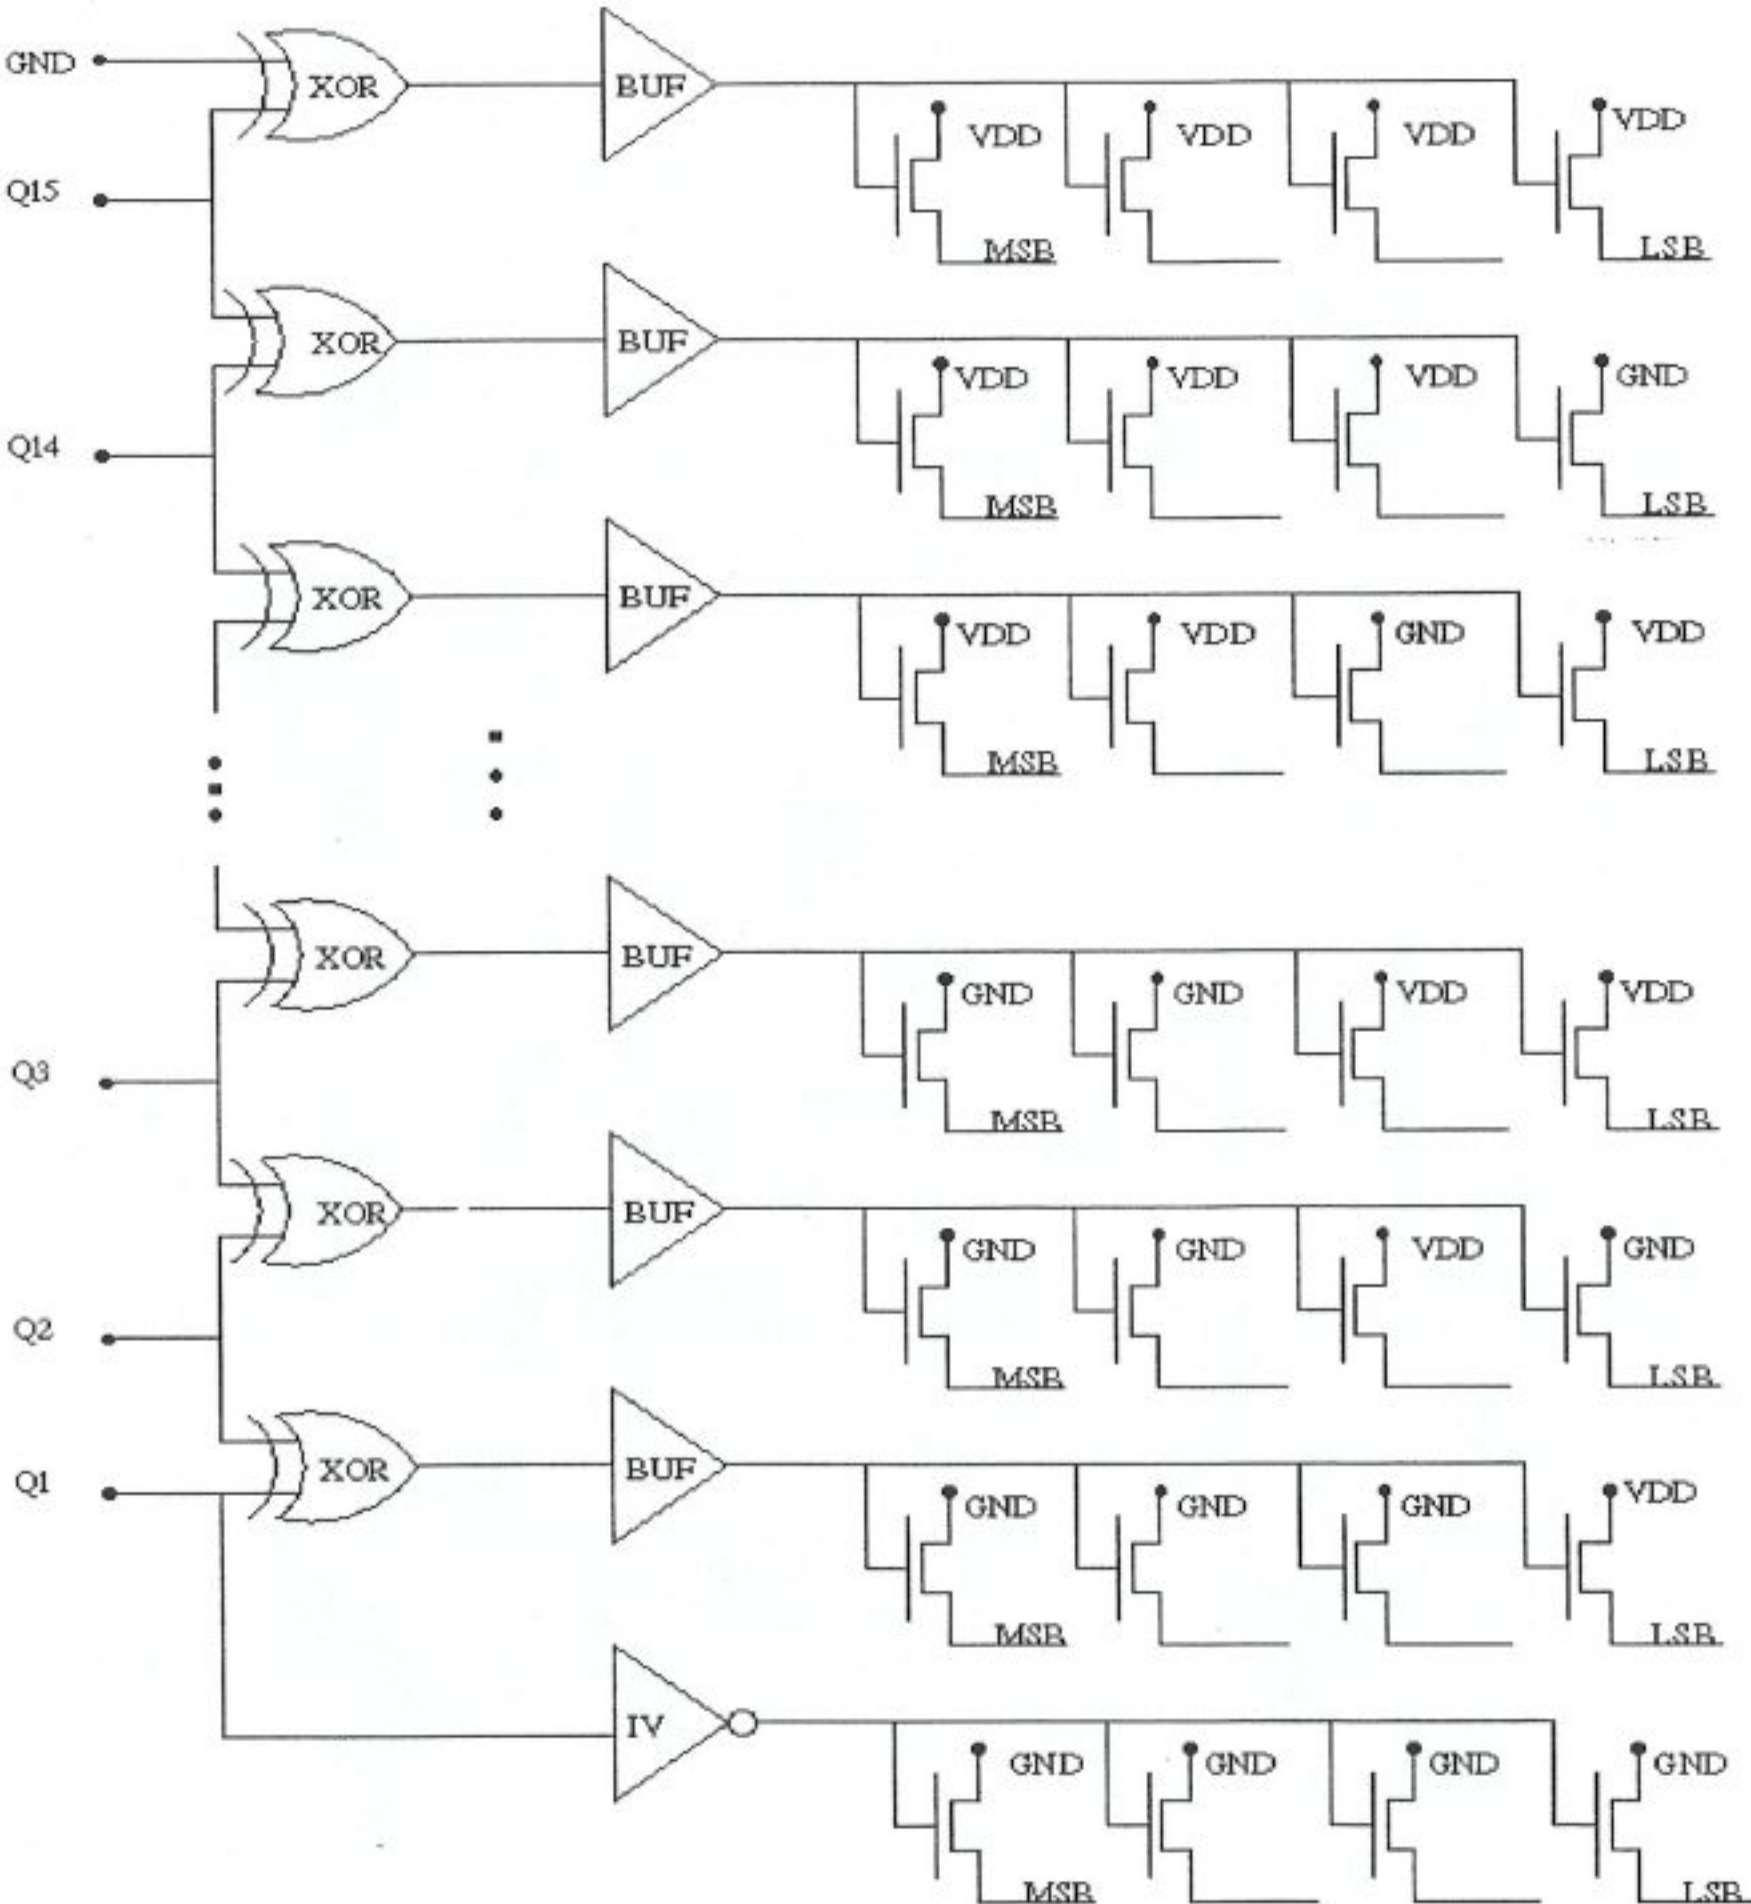 GND
XOR
BUF
VDD
VDD
VDD
VDD
Q15
MSB
LSB
XOR
BUF
VDD
VDD
VDD
GND
Q14
MSB
LSB
XOR
BUF
VDD
VDD
GND
VDD
MSB
LSB
XOR
BUF
GND
GND
VDD
VDD
Q3
MSB
LSB
XOR
BUF
GND
GND
VDD
GND
Q2
MSB
LSB
XOR
BUF
GND
GND
GND
VDD
Q1
MSB
LSB
IV
GND
GND
GND
GND
MSB
LSB